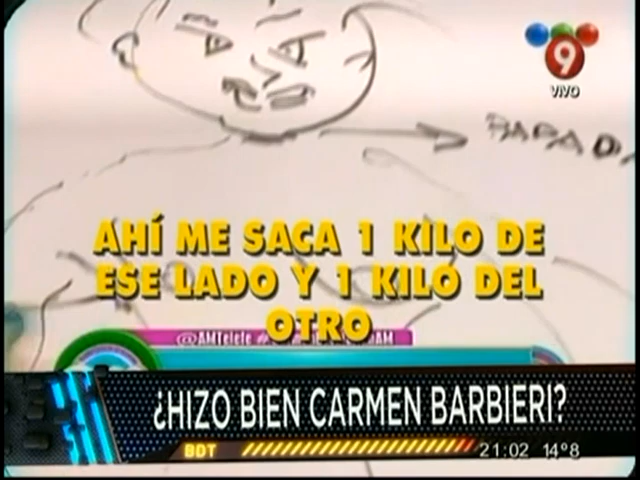 9
VIVO
PAPADA
AHÍ ME SACA 1 KILO DE
ESE LADO Y 1 KILO DEL
OTRO
@AMTelefe
¿HIZO BIEN CARMEN BARBIERI?
BDT
21:02 14°8